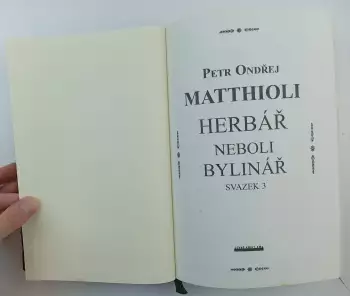 Petr Ondřej
MATTHIOLI
HERBÁŘ
NEBOLI
BYLINÁŘ
SVAZEK 3